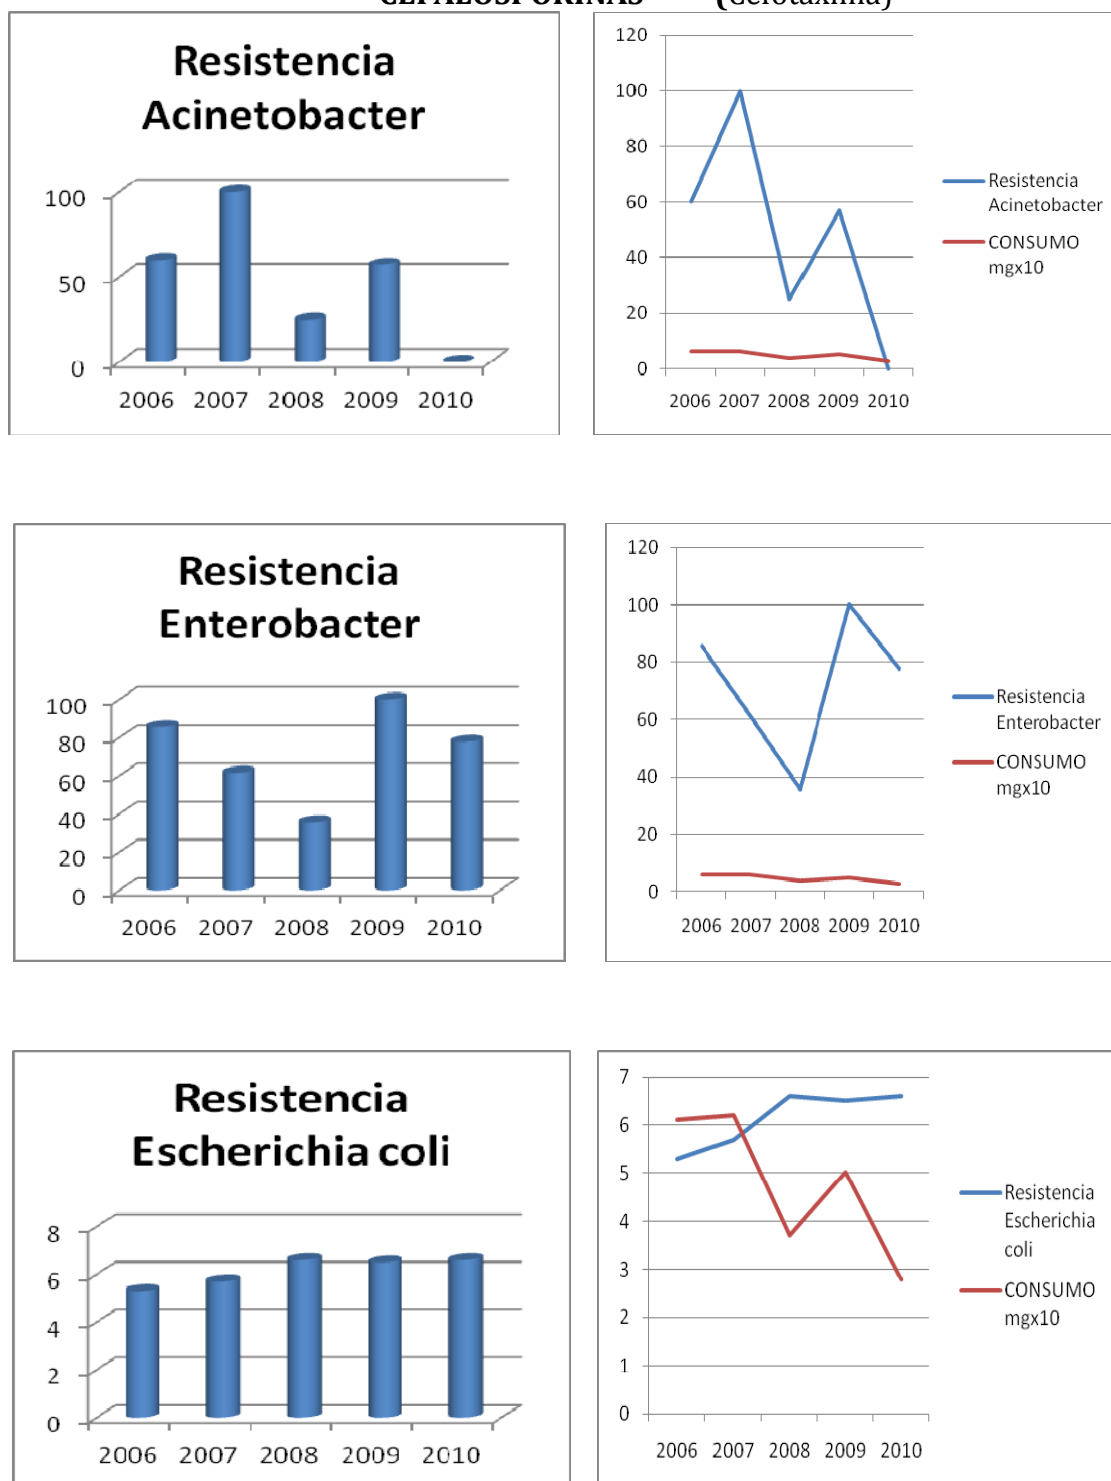 CEFALOSPORINAS (Cefotaxima)
Resistencia
Acinetobacter
100
50
0
2006 2007 2008 2009 2010
120
100
80
60
40
20
0
2006 2007 2008 2009 2010
Resistencia
Acinetobacter
CONSUMO
mgx10
Resistencia
Enterobacter
100
80
60
40
20
0
2006 2007 2008 2009 2010
120
100
80
60
40
20
0
2006 2007 2008 2009 2010
Resistencia
Enterobacter
CONSUMO
mgx10
Resistencia
Escherichia coli
8
6
4
2
0
2006 2007 2008 2009 2010
7
6
5
4
3
2
1
0
2006 2007 2008 2009 2010
Resistencia
Escherichia
coli
CONSUMO
mgx10